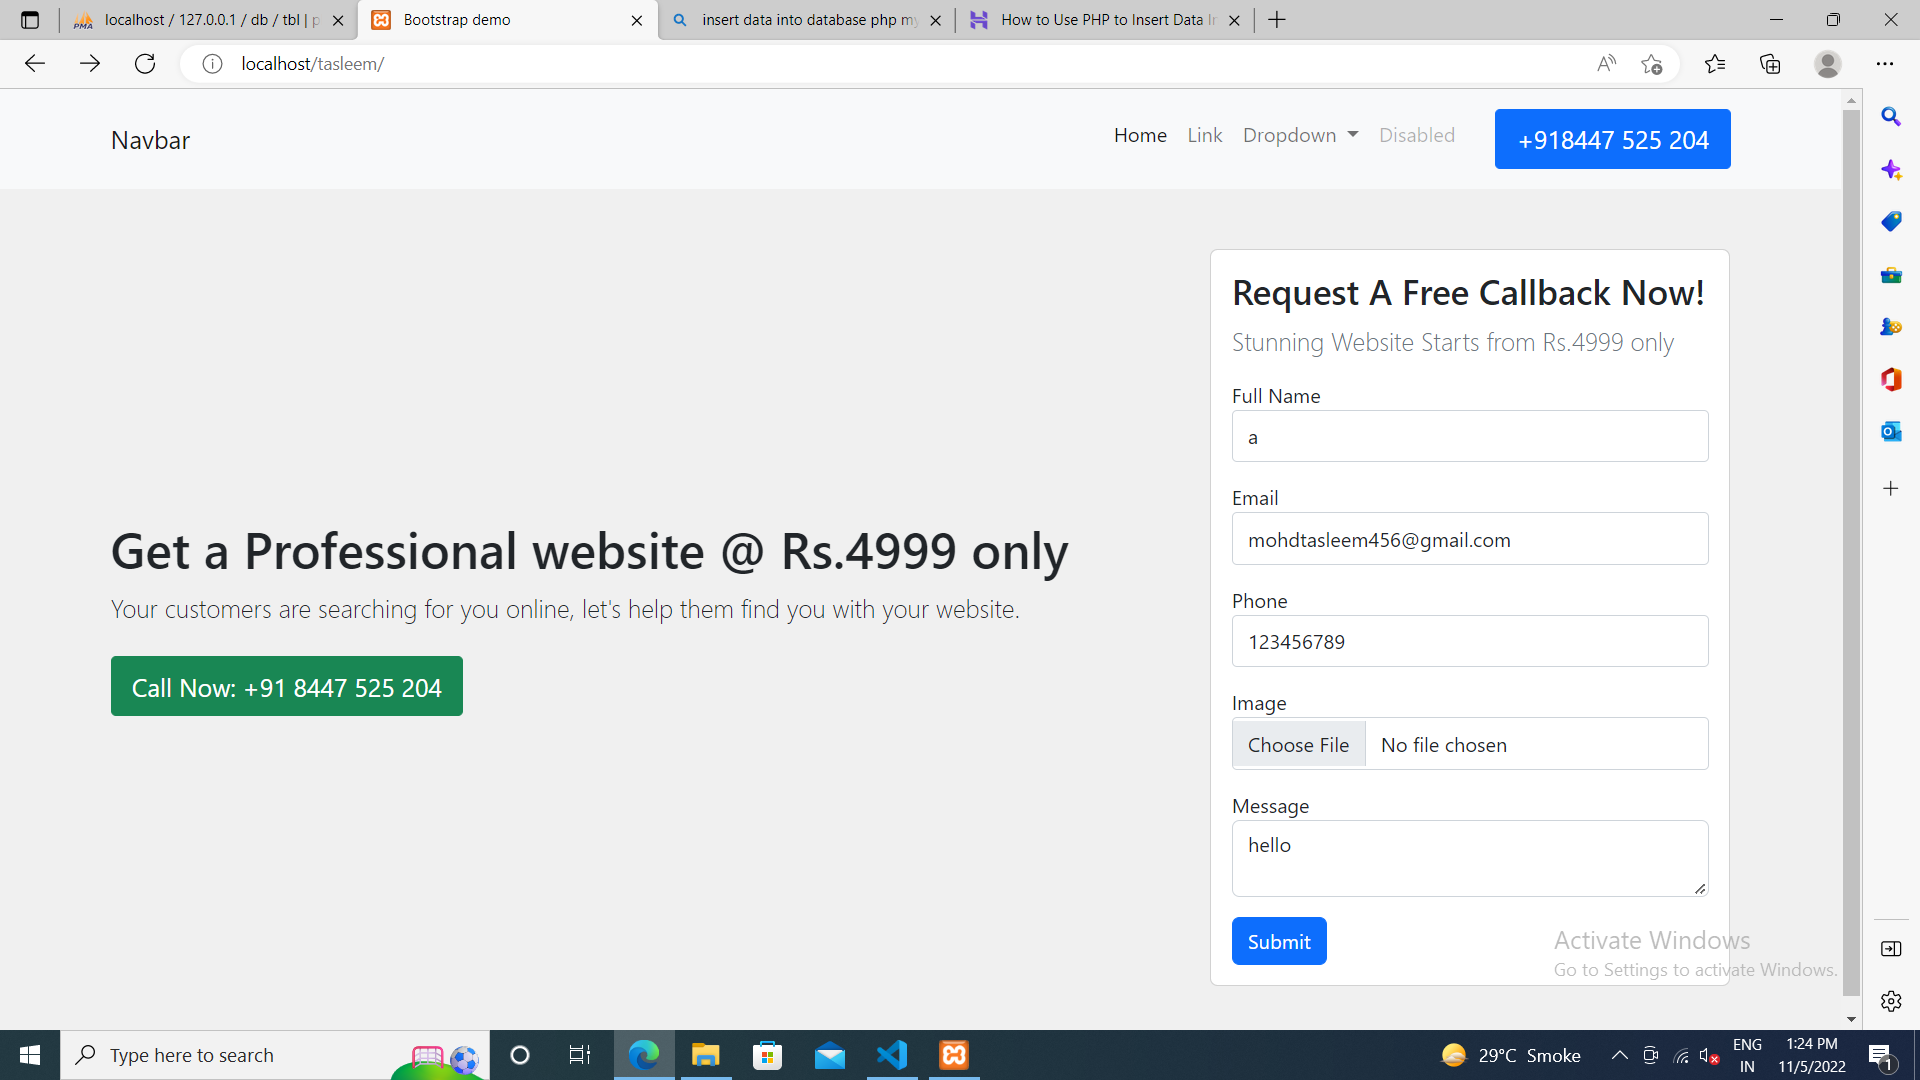 localhost / 127.0.0.1 / db / tbl | p
Bootstrap demo
insert data into database php my
How to Use PHP to Insert Data In
localhost/tasleem/
Navbar
Home
Link
Dropdown
Disabled
+918447 525 204
Request A Free Callback Now!
Stunning Website Starts from Rs.4999 only
Full Name
a
Email
mohdtasleem456@gmail.com
Phone
123456789
Image
Choose File
No file chosen
Message
hello
Submit
Get a Professional website @ Rs.4999 only
Your customers are searching for you online, let's help them find you with your website.
Call Now: +91 8447 525 204
Activate Windows
Go to Settings to activate Windows.
Type here to search
29°C Smoke
ENG
IN
1:24 PM
11/5/2022
1